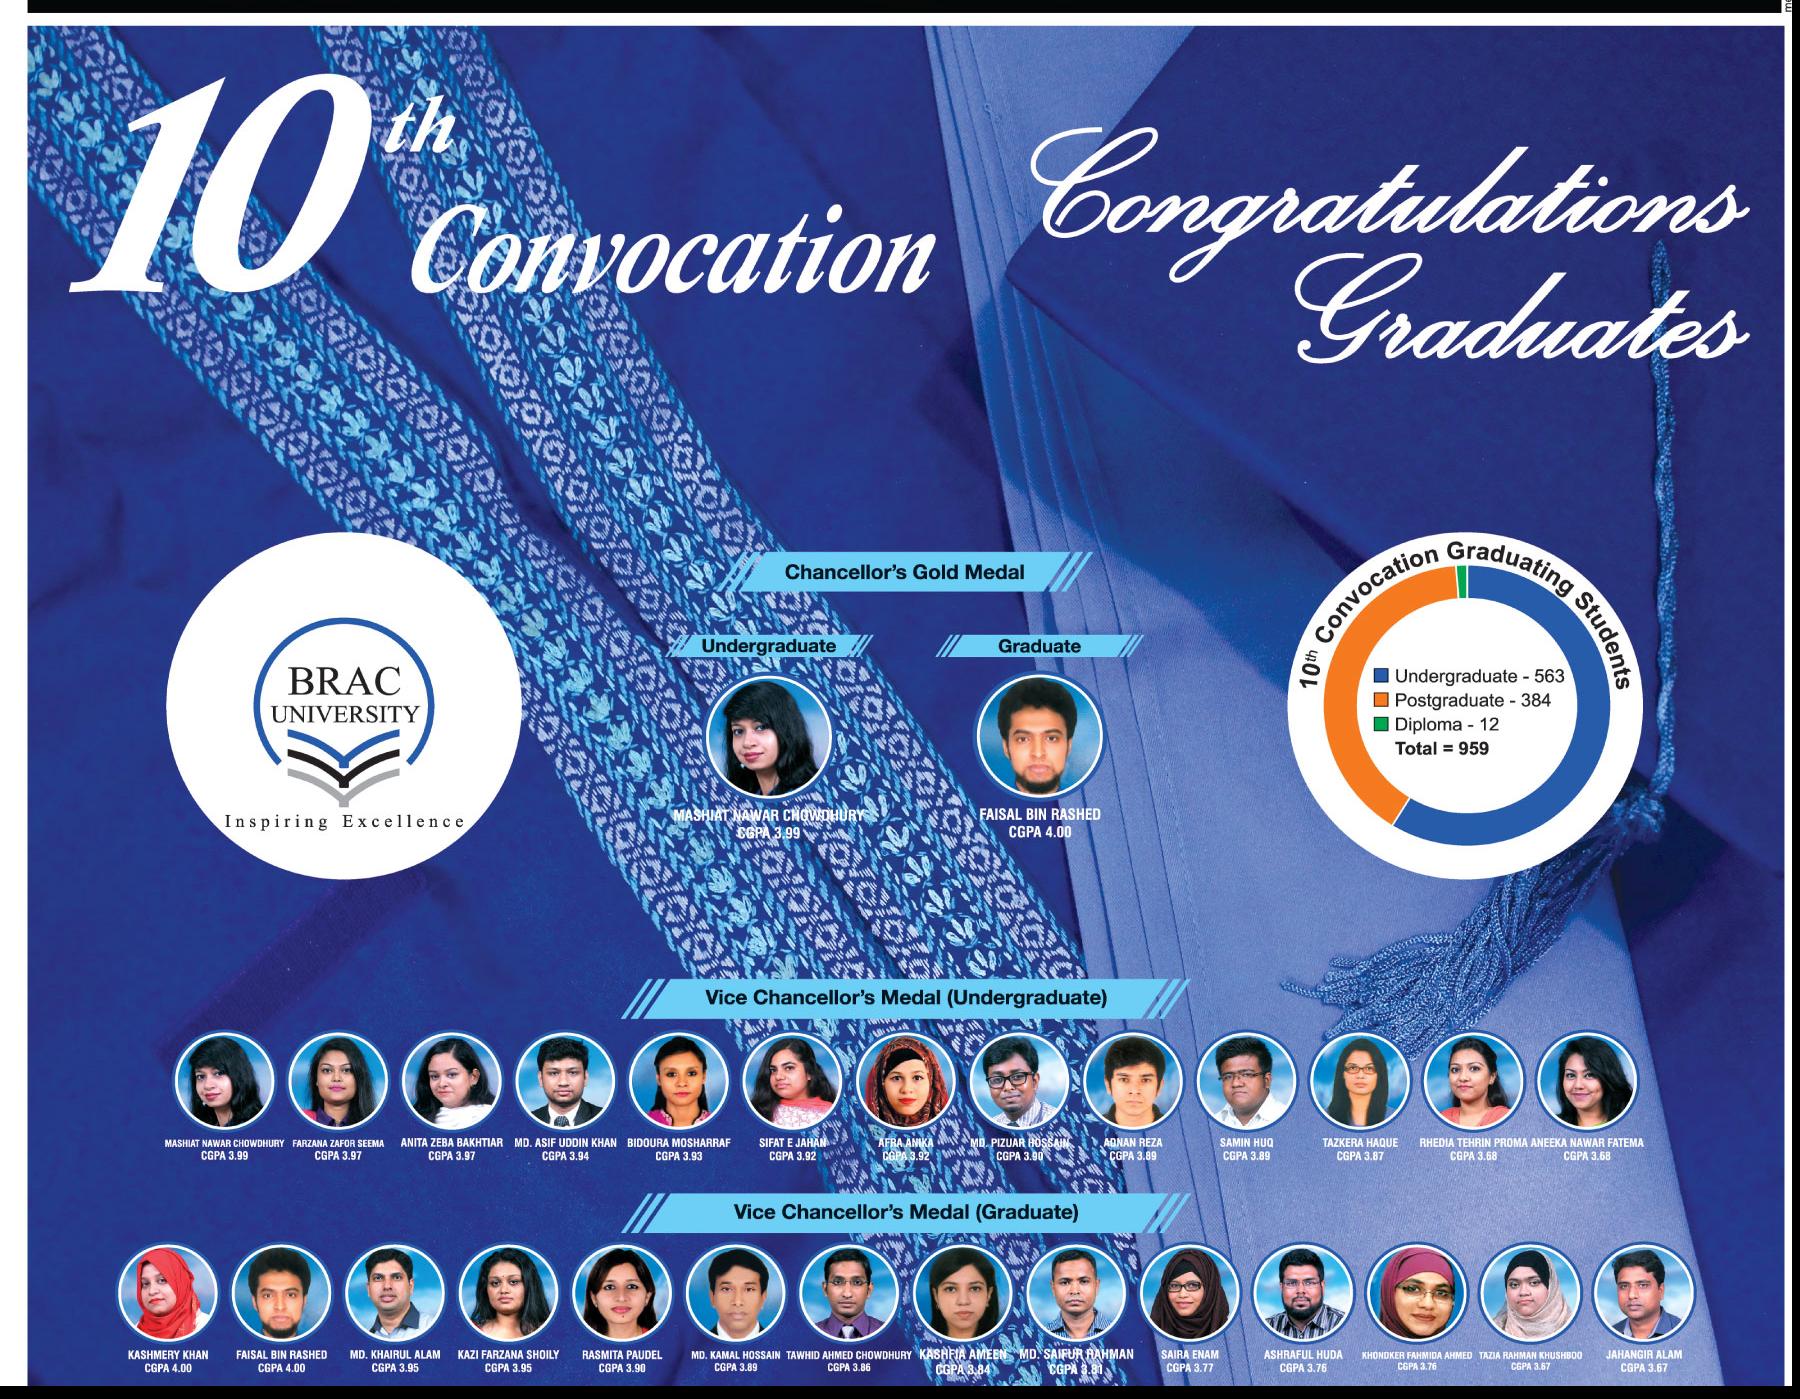 10th
Convocation
Congratulations
Graduates
BRAC
UNIVERSITY
Inspiring Excellence
Chancellor's Gold Medal
Undergraduate
MASHIAT NAWAR CHOWDHURY
CGPA 3.99
Graduate
FAISAL BIN RASHED
CGPA 4.00
10th Convocation Graduating Students
Undergraduate - 563
Postgraduate - 384
Diploma - 12
Total = 959
Vice Chancellor's Medal (Undergraduate)
MASHIAT NAWAR CHOWDHURY
CGPA 3.99
FARZANA ZAFOR SEEMA
CGPA 3.97
ANITA ZEBA BAKHTIAR
CGPA 3.97
MD. ASIF UDDIN KHAN
CGPA 3.94
BIDOURA MOSHARRAF
CGPA 3.93
SIFAT E JAHAN
CGPA 3.92
AFRA ANIKA
CGPA 3.92
MD. PIZUAR HOSSAIN
CGPA 3.90
ADNAN REZA
CGPA 3.89
SAMIN HUQ
CGPA 3.89
TAZKERA HAQUE
CGPA 3.87
RHEDIA TEHRIN PROMA
CGPA 3.68
ANEEKA NAWAR FATEMA
CGPA 3.68
Vice Chancellor's Medal (Graduate)
KASHMERY KHAN
CGPA 4.00
FAISAL BIN RASHED
CGPA 4.00
MD. KHAIRUL ALAM
CGPA 3.95
KAZI FARZANA SHOILY
CGPA 3.95
RASMITA PAUDEL
CGPA 3.90
MD. KAMAL HOSSAIN
CGPA 3.89
TAWHID AHMED CHOWDHURY
CGPA 3.86
KASHFIA AMEEN
CGPA 3.84
MD. SAIFUR RAHMAN
CGPA 3.81
SAIRA ENAM
CGPA 3.77
ASHRAFUL HUDA
CGPA 3.76
KHONDKER FAHMIDA AHMED
CGPA 3.76
TAZIA RAHMAN KHUSHBOO
CGPA 3.67
JAHANGIR ALAM
CGPA 3.67